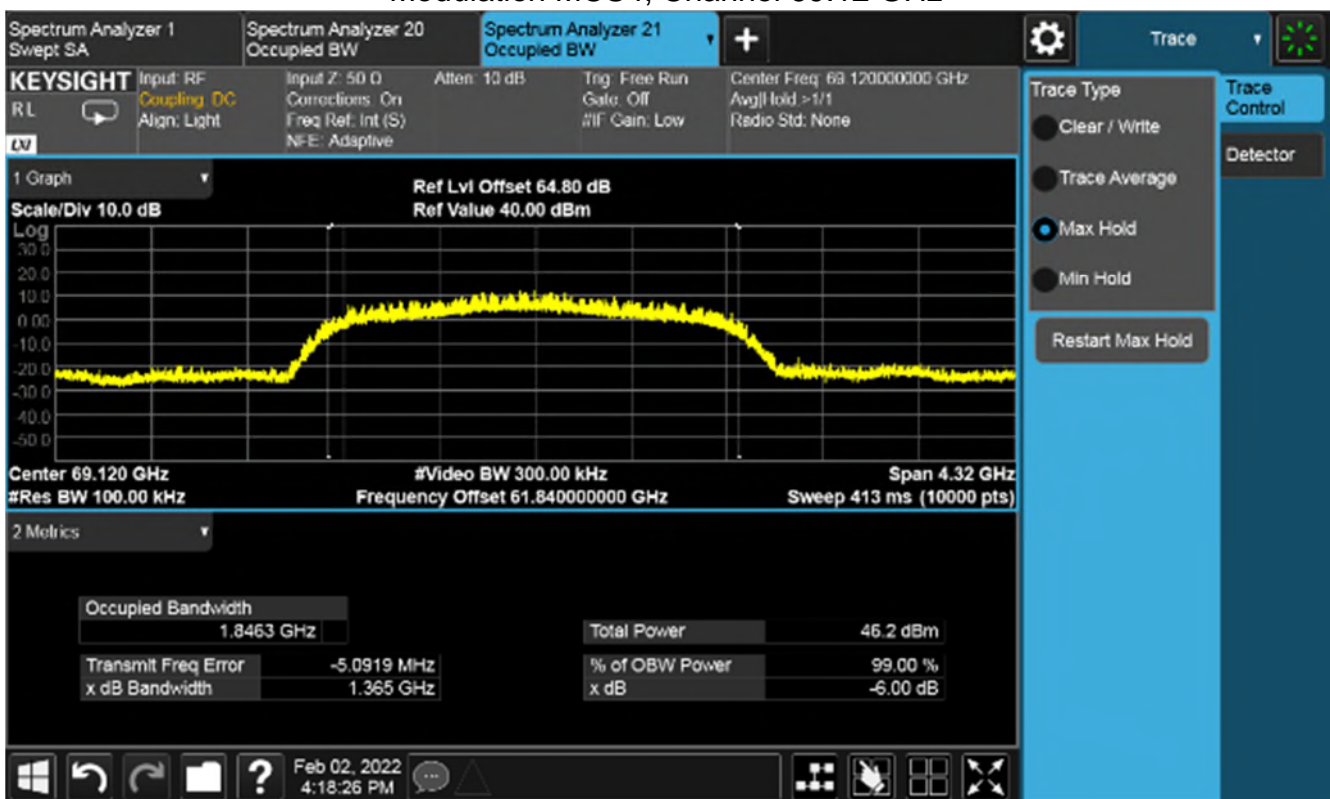 Spectrum Analyzer 1
Swept SA
Spectrum Analyzer 20
Occupied BW
Spectrum Analyzer 21
Occupied BW
Trace
KEYSIGHT
RL
LXI
Input: RF
Coupling: DC
Align: Light
Input Z: 50 Ω
Corrections: On
Freq Ref: Int (S)
NFE: Adaptive
Atten: 10 dB
Trig: Free Run
Gate: Off
#IF Gain: Low
Center Freq: 69.120000000 GHz
Avg|Hold:>1/1
Radio Std: None
Trace Type
Clear / Write
Trace Average
Max Hold
Min Hold
Restart Max Hold
Trace
Control
Detector
1 Graph
Scale/Div 10.0 dB
Ref Lvl Offset 64.80 dB
Ref Value 40.00 dBm
Log
30.0
20.0
10.0
0.00
-10.0
-20.0
-30.0
-40.0
-50.0
Center 69.120 GHz
#Res BW 100.00 kHz
#Video BW 300.00 kHz
Frequency Offset 61.840000000 GHz
Span 4.32 GHz
Sweep 413 ms (10000 pts)
2 Metrics
Occupied Bandwidth
1.8463 GHz
Total Power 46.2 dBm
Transmit Freq Error -5.0919 MHz
% of OBW Power 99.00 %
x dB Bandwidth 1.365 GHz
x dB -6.00 dB
?
Feb 02, 2022
4:18:26 PM